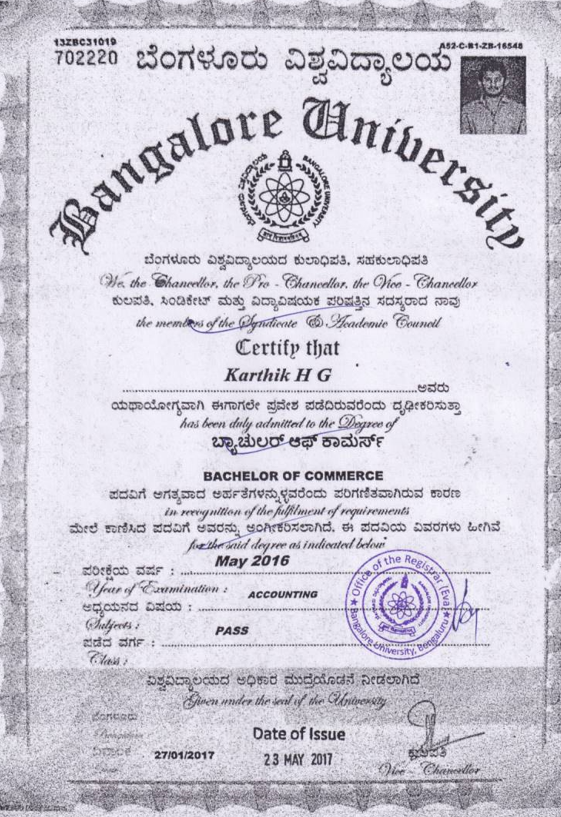 13ZBC31019
A52-C-B1-ZB-16548
702220 ಬೆಂಗಳೂರು ವಿಶ್ವವಿದ್ಯಾಲಯ
Bangalore University
ಬೆಂಗಳೂರು ವಿಶ್ವವಿದ್ಯಾಲಯದ ಕುಲಾಧಿಪತಿ, ಸಹಕುಲಾಧಿಪತಿ
We, the Chancellor, the Pro - Chancellor, the Vice - Chancellor
ಕುಲಪತಿ, ಸಿಂಡಿಕೇಟ್ ಮತ್ತು ವಿದ್ಯಾವಿಷಯಕ ಪರಿಷತ್ತಿನ ಸದಸ್ಯರಾದ ನಾವು
the members of the Syndicate & Academic Council
Certify that
Karthik H G
ಅವರು
ಯಥಾಯೋಗ್ಯವಾಗಿ ಈಗಾಗಲೇ ಪ್ರವೇಶ ಪಡೆದಿರುವರೆಂದು ದೃಢೀಕರಿಸುತ್ತಾ
has been duly admitted to the Degree of
ಬ್ಯಾಚುಲರ್ ಆಫ್ ಕಾಮರ್ಸ್
BACHELOR OF COMMERCE
ಪದವಿಗೆ ಅಗತ್ಯವಾದ ಅರ್ಹತೆಗಳನ್ನುಳ್ಳವರೆಂದು ಪರಿಗಣಿತವಾಗಿರುವ ಕಾರಣ
in recognition of the fulfilment of requirements
ಮೇಲೆ ಕಾಣಿಸಿದ ಪದವಿಗೆ ಅವರನ್ನು ಅಂಗೀಕರಿಸಲಾಗಿದೆ. ಈ ಪದವಿಯ ವಿವರಗಳು ಹೀಗಿವೆ
for the said degree as indicated below
ಪರೀಕ್ಷೆಯ ವರ್ಷ : May 2016
Year of Examination :
ಅಧ್ಯಯನದ ವಿಷಯ : ACCOUNTING
Subjects :
ಪಡೆದ ವರ್ಗ : PASS
Class :
Office of the Registrar (Eva)
Bangalore University, Bengaluru
ವಿಶ್ವವಿದ್ಯಾಲಯದ ಅಧಿಕಾರ ಮುದ್ರೆಯೊಡನೆ ನೀಡಲಾಗಿದೆ
Given under the seal of the University
ಬೆಂಗಳೂರು
Bangalore
ದಿನಾಂಕ 27/01/2017
Date of Issue
23 MAY 2017
ಕುಲಪತಿ
Vice - Chancellor